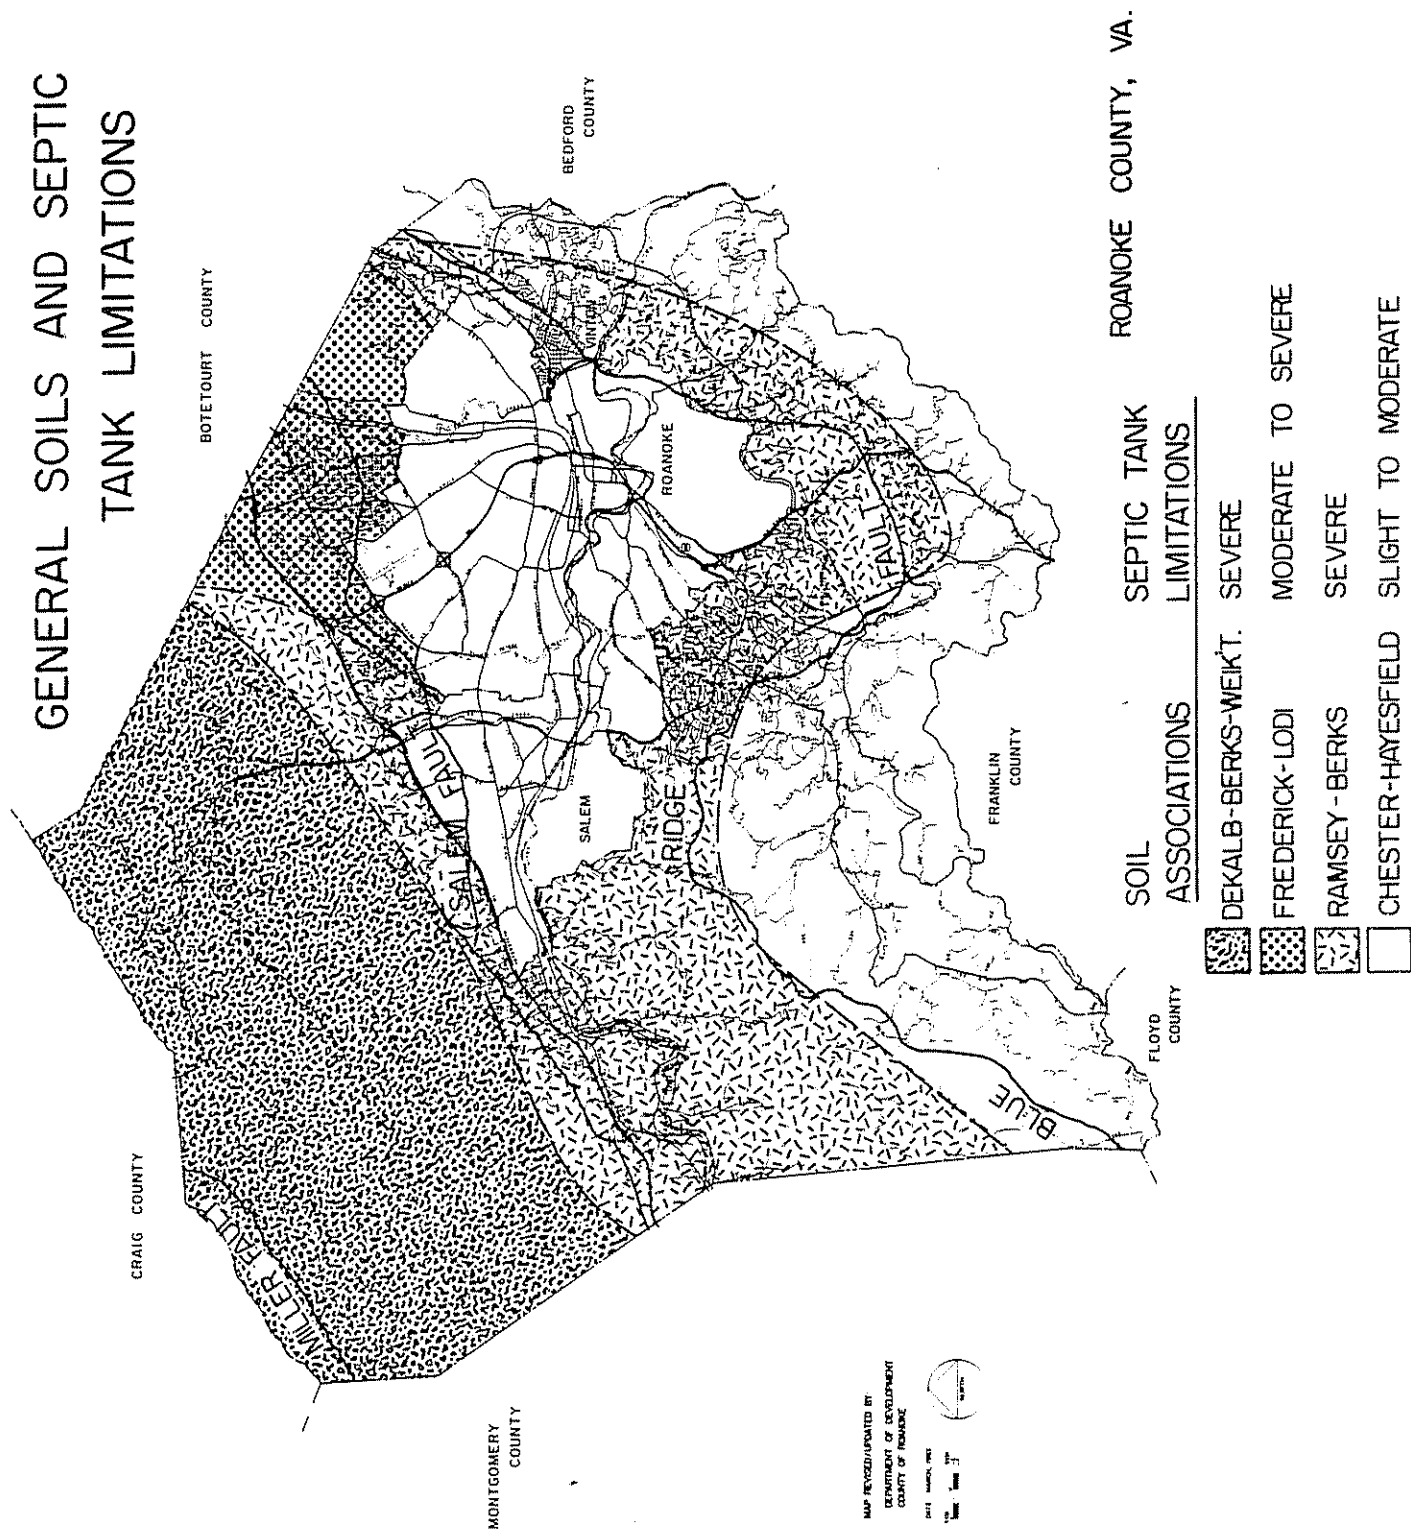 GENERAL SOILS AND SEPTIC
TANK LIMITATIONS
BOTETOURT COUNTY
BEDFORD
COUNTY
CRAIG COUNTY
MILLER FAULT
(SALEM FAULT
SALEM
ROANOKE
BLUE
RIDGE
FAULT
MONTGOMERY
COUNTY
FRANKLIN
COUNTY
FLOYD
COUNTY
ROANOKE COUNTY, VA.
SOIL
ASSOCIATIONS
SEPTIC TANK
LIMITATIONS
DEKALB-BERKS-WEIK'T. SEVERE
FREDERICK-LODI MODERATE TO SEVERE
RAMSEY-BERKS SEVERE
CHESTER-HAYESFIELD SLIGHT TO MODERATE
MAP REVISED/UPDATED BY
DEPARTMENT OF DEVELOPMENT
COUNTY OF ROANOKE